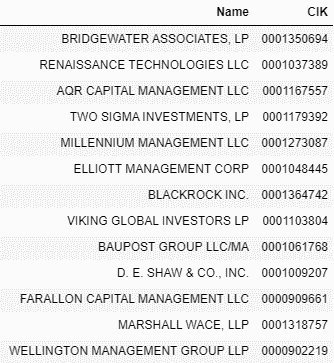 Name CIK
BRIDGEWATER ASSOCIATES, LP 0001350694
RENAISSANCE TECHNOLOGIES LLC 0001037389
AQR CAPITAL MANAGEMENT LLC 0001167557
TWO SIGMA INVESTMENTS, LP 0001179392
MILLENNIUM MANAGEMENT LLC 0001273087
ELLIOTT MANAGEMENT CORP 0001048445
BLACKROCK INC. 0001364742
VIKING GLOBAL INVESTORS LP 0001103804
BAUPOST GROUP LLC/MA 0001061768
D. E. SHAW & CO., INC. 0001009207
FARALLON CAPITAL MANAGEMENT LLC 0000909661
MARSHALL WACE, LLP 0001318757
WELLINGTON MANAGEMENT GROUP LLP 0000902219